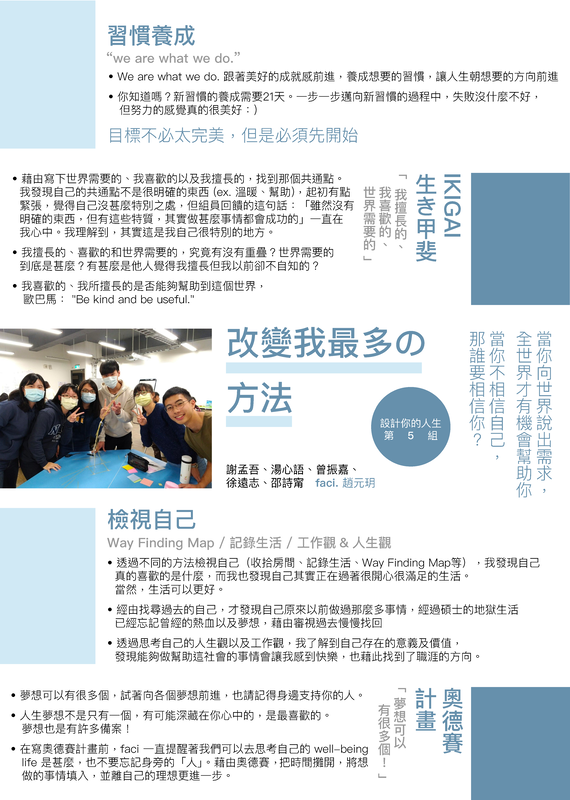 習慣養成
“we are what we do.”
• We are what we do. 跟著美好的成就感前進，養成想要的習慣，讓人生朝想要的方向前進
• 你知道嗎？新習慣的養成需要21天。一步一步邁向新習慣的過程中，失敗沒什麼不好，
但努力的感覺真的很美好：)
目標不必太完美，但是必須先開始
IKIGAI
生き甲斐
「我擅長的、
我喜歡的、
世界需要的」
• 藉由寫下世界需要的、我喜歡的以及我擅長的，找到那個共通點。
我發現自己的共通點不是很明確的東西 (ex. 溫暖、幫助)，起初有點
緊張，覺得自己沒甚麼特別之處，但組員回饋的這句話：「雖然沒有
明確的東西，但有這些特質，其實做甚麼事情都會成功的」一直在
我心中。我理解到，其實這是我自己很特別的地方。
• 我擅長的、喜歡的和世界需要的，究竟有沒有重疊？世界需要的
到底是甚麼？有甚麼是他人覺得我擅長但我以前卻不自知的？
• 我喜歡的、我所擅長的是否能夠幫助到這個世界，
歐巴馬： "Be kind and be useful."
改變我最多の
方法
設計你的人生
第 5 組
當你向世界說出需求，
全世界才有機會幫助你
當你不相信自己，
那誰要相信你？
謝孟吾、湯心語、曾振嘉、
徐遠志、邵詩甯 faci. 趙元玥
檢視自己
Way Finding Map / 記錄生活 / 工作觀 & 人生觀
• 透過不同的方法檢視自己（收拾房間、記錄生活、Way Finding Map等），我發現自己
真的喜歡的是什麼，而我也發現自己其實正在過著很開心很滿足的生活。
當然，生活可以更好。
• 經由找尋過去的自己，才發現自己原來以前做過那麼多事情，經過碩士的地獄生活
已經忘記曾經的熱血以及夢想，藉由審視過去慢慢找回
• 透過思考自己的人生觀以及工作觀，我了解到自己存在的意義及價值，
發現能夠做幫助這社會的事情會讓我感到快樂，也藉此找到了職涯的方向。
奧德賽
計畫
「夢想可以
有很多個！」
• 夢想可以有很多個，試著向各個夢想前進，也請記得身邊支持你的人。
• 人生夢想不是只有一個，有可能深藏在你心中的，是最喜歡的。
夢想也是有許多備案！
• 在寫奧德賽計畫前，faci 一直提醒著我們可以去思考自己的 well-being
life 是甚麼，也不要忘記身旁的「人」。藉由奧德賽，把時間攤開，將想
做的事情填入，並離自己的理想更進一步。